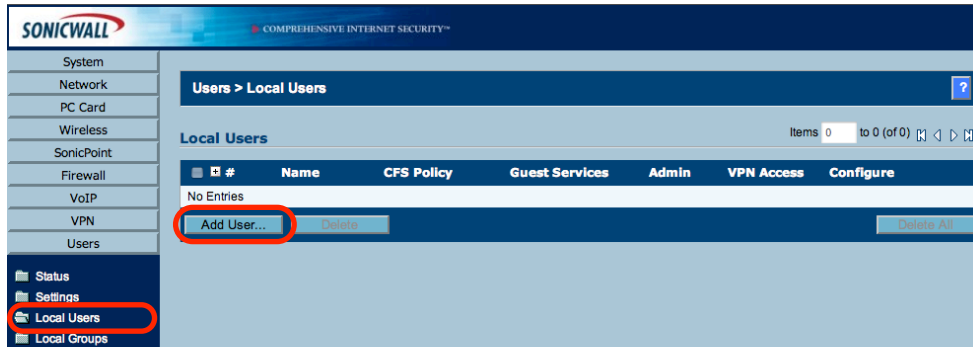 SONICWALL
COMPREHENSIVE INTERNET SECURITY™
System
Network
PC Card
Wireless
SonicPoint
Firewall
VoIP
VPN
Users
Status
Settings
Local Users
Local Groups
Users > Local Users
?
Local Users
Items 0 to 0 (of 0)
# Name CFS Policy Guest Services Admin VPN Access Configure
No Entries
Add User... Delete Delete All